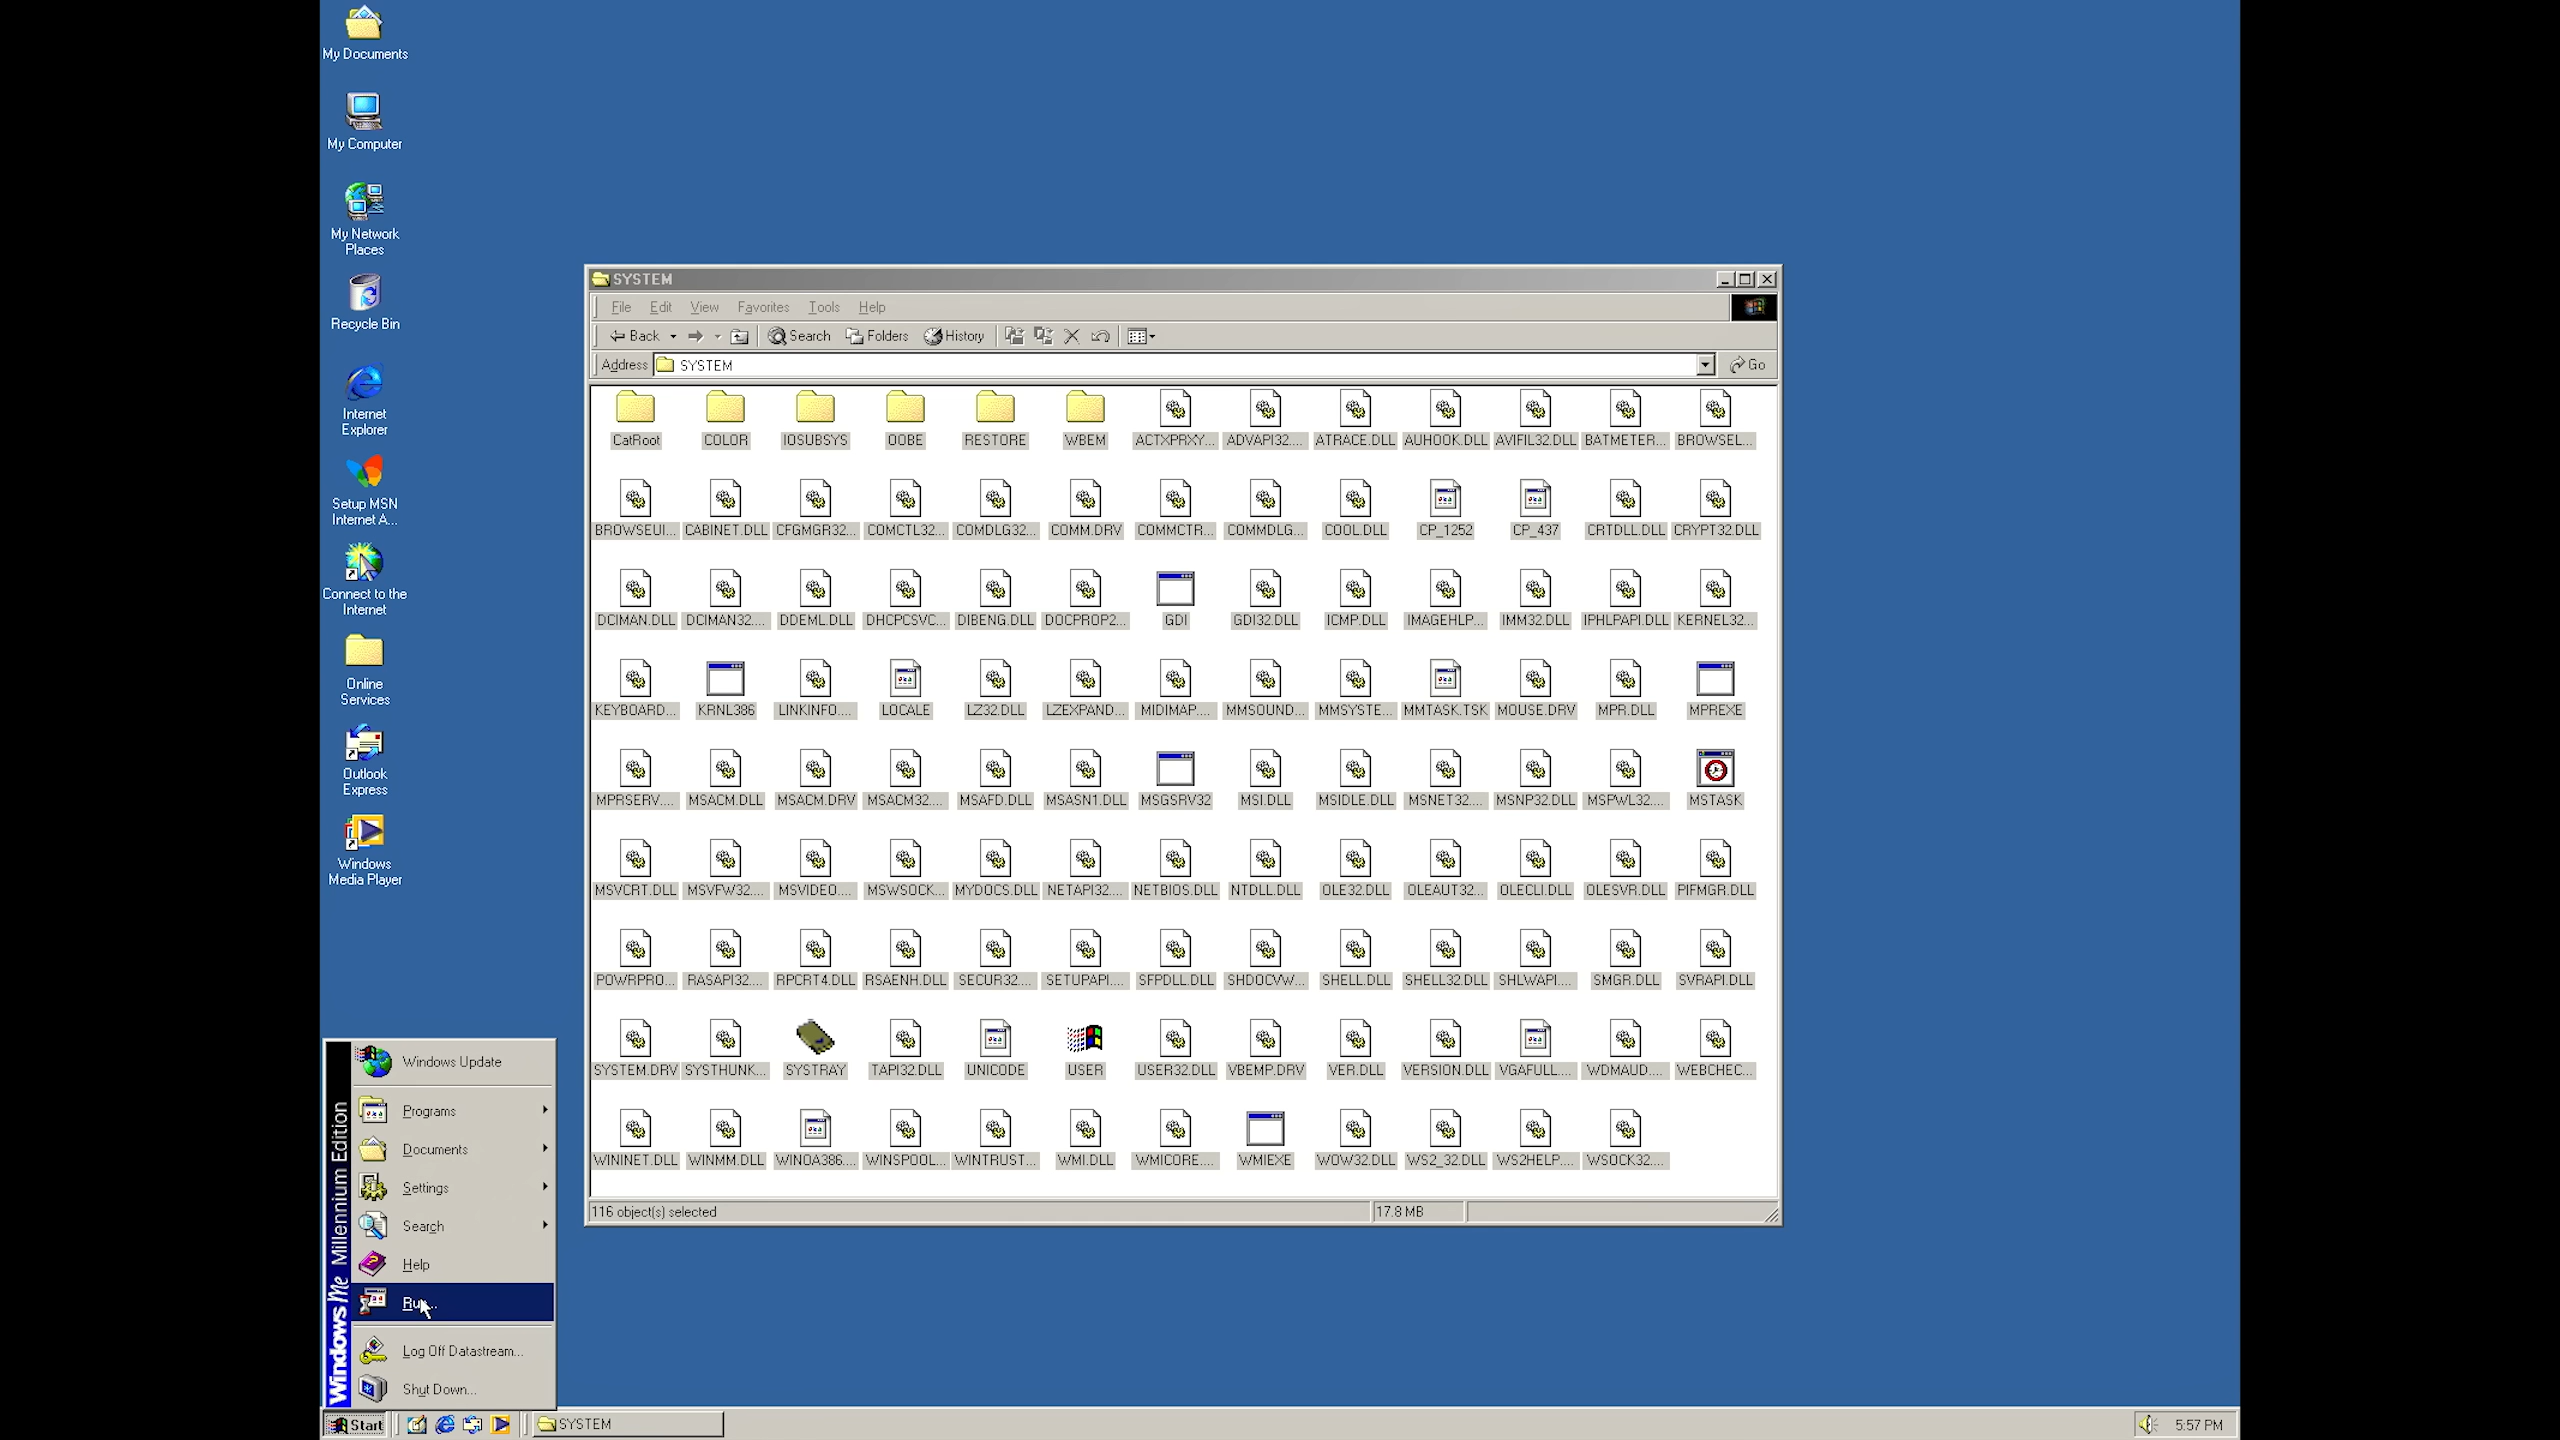 My Documents
My Computer
My Network
Places
Recycle Bin
Internet
Explorer
Setup MSN
Internet A...
Connect to the
Internet
Online
Services
Outlook
Express
Windows
Media Player
SYSTEM
File Edit View Favorites Tools Help
Back Search Folders History
Address SYSTEM Go
CatRoot COLOR IOSUBSYS OOBE RESTORE WBEM ACTXPRXY... ADVAPI32.... ATRACE.DLL AUHOOK.DLL AVIFIL32.DLL BATMETER... BROWSEL...
BROWSEUI... CABINET.DLL CFGMGR32... COMCTL32... COMDLG32... COMM.DRV COMMCTR... COMMDLG... COOL.DLL CP_1252 CP_437 CRTDLL.DLL CRYPT32.DLL
DCIMAN.DLL DCIMAN32.... DDEML.DLL DHCPCSVC... DIBENG.DLL DOCPROP2... GDI GDI32.DLL ICMP.DLL IMAGEHLP... IMM32.DLL IPHLPAPI.DLL KERNEL32...
KEYBOARD... KRNL386 LINKINFO.... LOCALE LZ32.DLL LZEXPAND... MIDIMAP.... MMSOUND... MMSYSTE... MMTASK.TSK MOUSE.DRV MPR.DLL MPREXE
MPRSERV.... MSACM.DLL MSACM.DRV MSACM32.... MSAFD.DLL MSASN1.DLL MSGSRV32 MSI.DLL MSIDLE.DLL MSNET32.... MSNP32.DLL MSPWL32.... MSTASK
MSVCRT.DLL MSVFW32.... MSVIDEO.... MSWSOCK... MYDOCS.DLL NETAPI32.... NETBIOS.DLL NTDLL.DLL OLE32.DLL OLEAUT32... OLECLI.DLL OLESVR.DLL PIFMGR.DLL
POWRPRO... RASAPI32.... RPCRT4.DLL RSAENH.DLL SECUR32.... SETUPAPI.... SFPDLL.DLL SHDOCVW... SHELL.DLL SHELL32.DLL SHLWAPI.... SMGR.DLL SVRAPI.DLL
SYSTEM.DRV SYSTHUNK... SYSTRAY TAPI32.DLL UNICODE USER USER32.DLL VBEMP.DRV VER.DLL VERSION.DLL VGAFULL.... WDMAUD.... WEBCHEC...
WININET.DLL WINMM.DLL WINOA386.... WINSPOOL... WINTRUST... WMI.DLL WMICORE.... WMIEXE WOW32.DLL WS2_32.DLL WS2HELP.... WSOCK32....
116 object(s) selected 17.8 MB
Windows Me Millennium Edition
Windows Update
Programs
Documents
Settings
Search
Help
Run...
Log Off Datastream...
Shut Down...
Start SYSTEM 5:57 PM